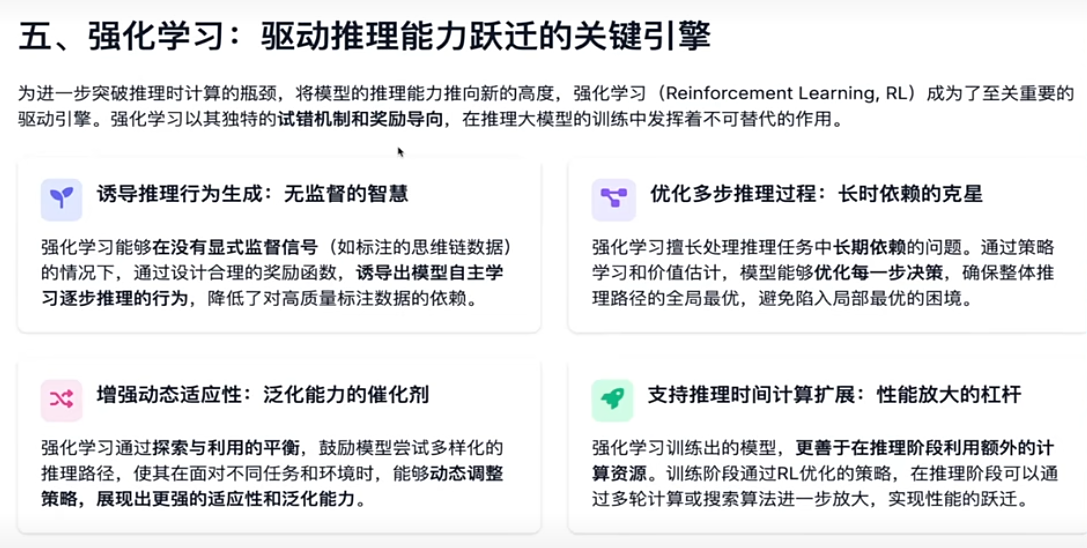 五、强化学习：驱动推理能力跃迁的关键引擎
为进一步突破推理时计算的瓶颈，将模型的推理能力推向新的高度，强化学习（Reinforcement Learning, RL）成为了至关重要的
驱动引擎。强化学习以其独特的试错机制和奖励导向，在推理大模型的训练中发挥着不可替代的作用。
诱导推理行为生成：无监督的智慧
强化学习能够在没有显式监督信号（如标注的思维链数据）
的情况下，通过设计合理的奖励函数，诱导出模型自主学
习逐步推理的行为，降低了对高质量标注数据的依赖。
优化多步推理过程：长时依赖的克星
强化学习擅长处理推理任务中长期依赖的问题。通过策略
学习和价值估计，模型能够优化每一步决策，确保整体推
理路径的全局最优，避免陷入局部最优的困境。
增强动态适应性：泛化能力的催化剂
强化学习通过探索与利用的平衡，鼓励模型尝试多样化的
推理路径，使其在面对不同任务和环境时，能够动态调整
策略，展现出更强的适应性和泛化能力。
支持推理时间计算扩展：性能放大的杠杆
强化学习训练出的模型，更善于在推理阶段利用额外的计
算资源。训练阶段通过RL优化的策略，在推理阶段可以通
过多轮计算或搜索算法进一步放大，实现性能的跃迁。